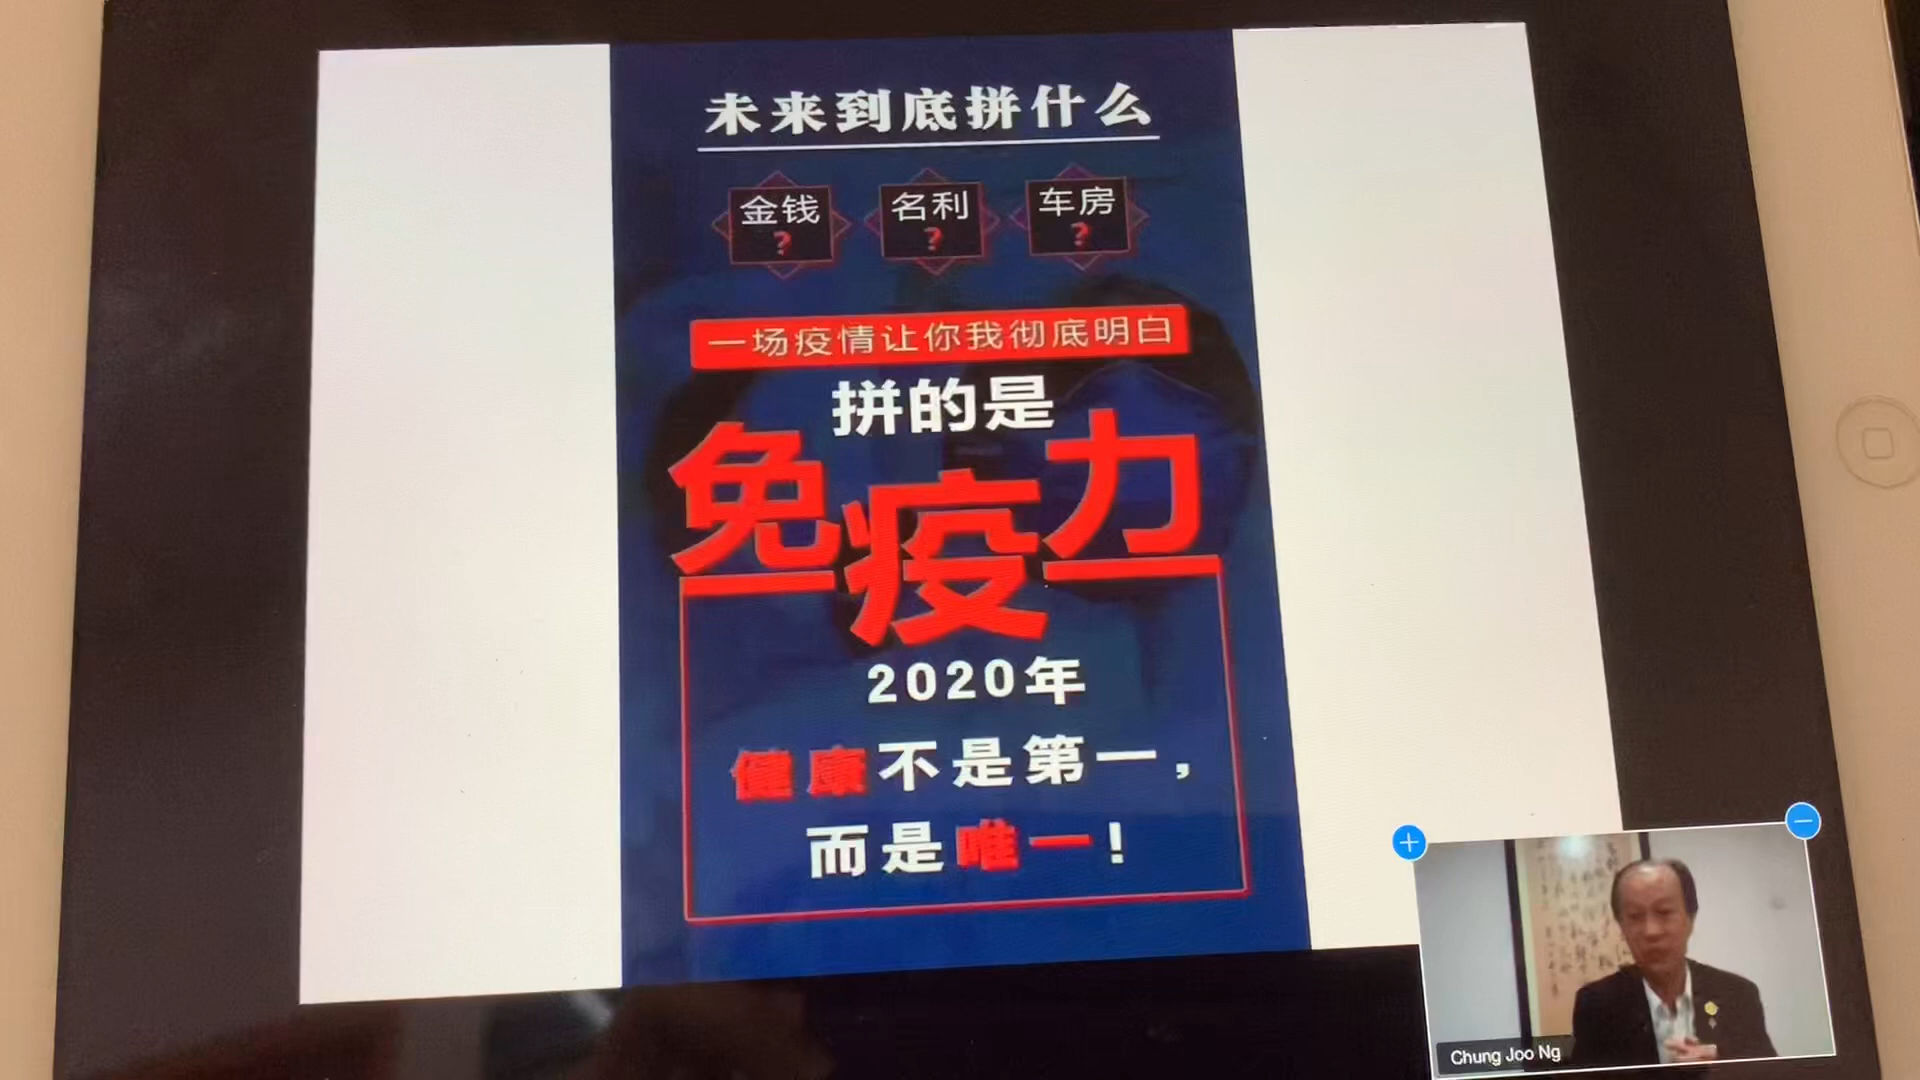 未来到底拼什么
金钱 名利 车房
? ? ?
一场疫情让你我彻底明白
拼的是
免疫力
2020年
健康不是第一，
而是唯一！
Chung Joo Ng